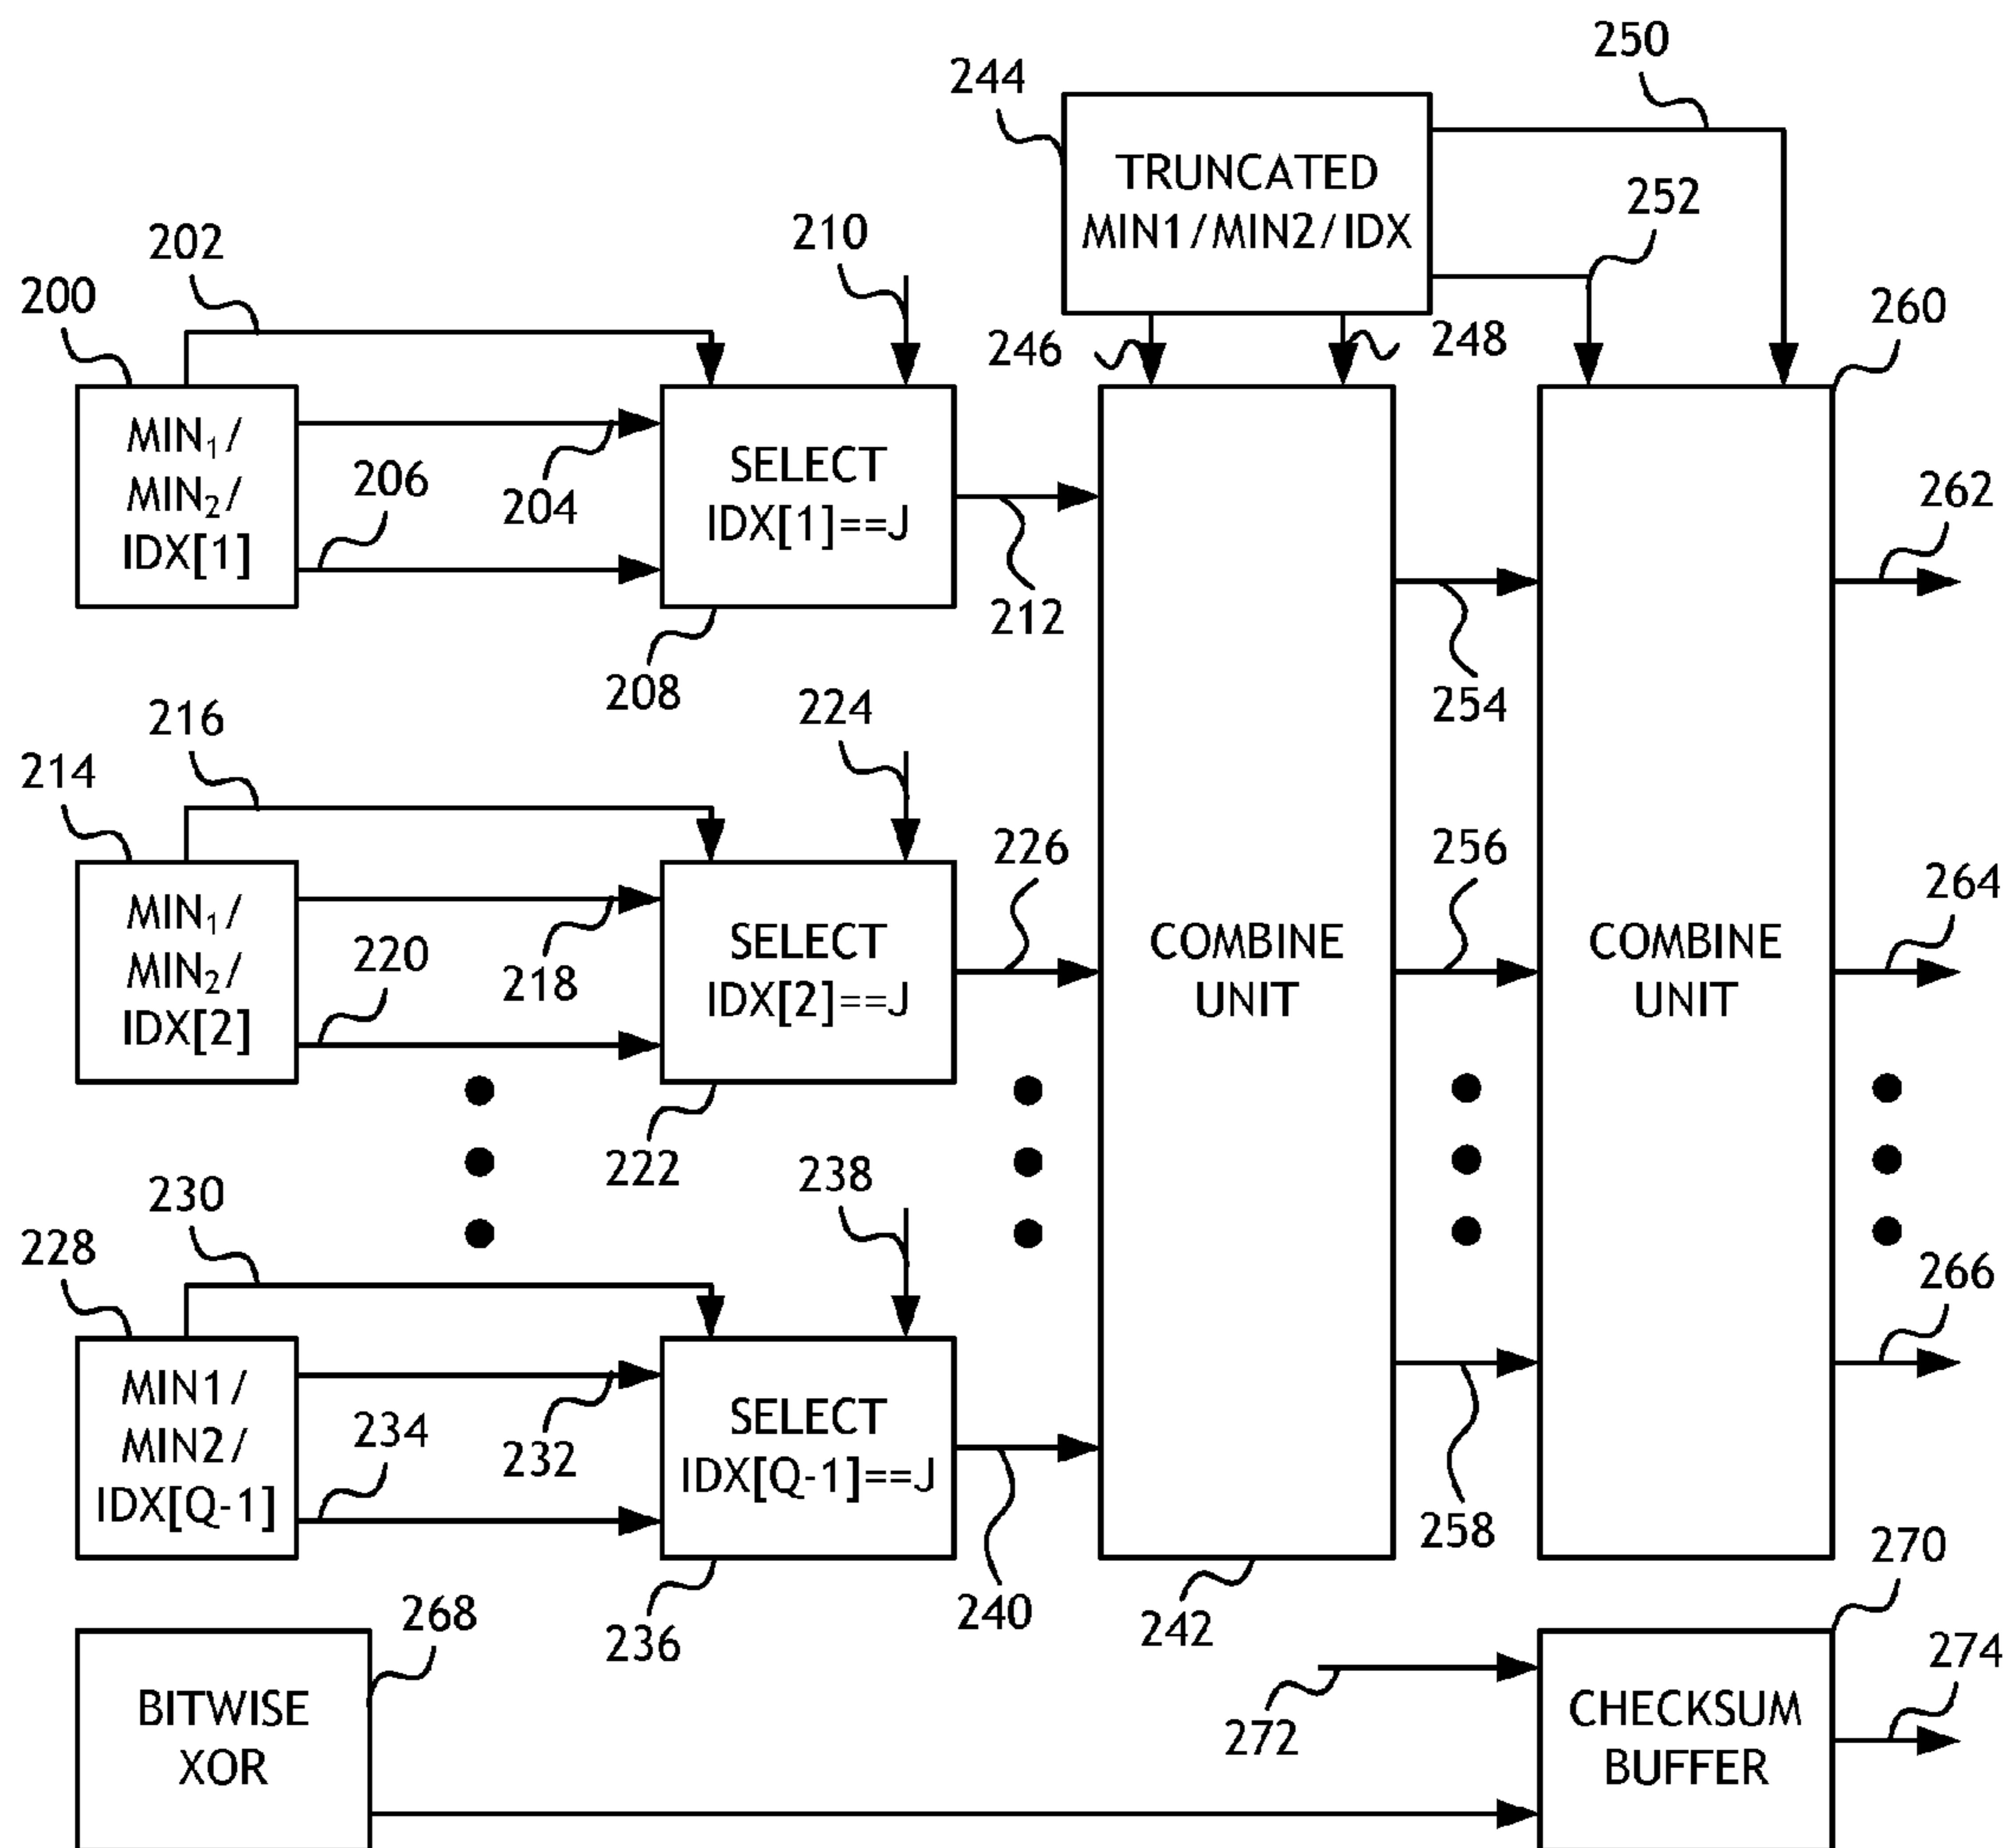 250
244
TRUNCATED
MIN1/MIN2/IDX
252
202
210
200
246
248
260
MIN₁/
MIN₂/
IDX[1]
206
204
SELECT
IDX[1]==J
212
262
208
254
216
224
214
226
256
264
MIN₁/
MIN₂/
IDX[2]
220
218
SELECT
IDX[2]==J
COMBINE
UNIT
COMBINE
UNIT
222
230
238
228
266
MIN1/
MIN2/
IDX[Q-1]
234
232
SELECT
IDX[Q-1]==J
258
240
242
270
236
268
BITWISE
XOR
272
CHECKSUM
BUFFER
274